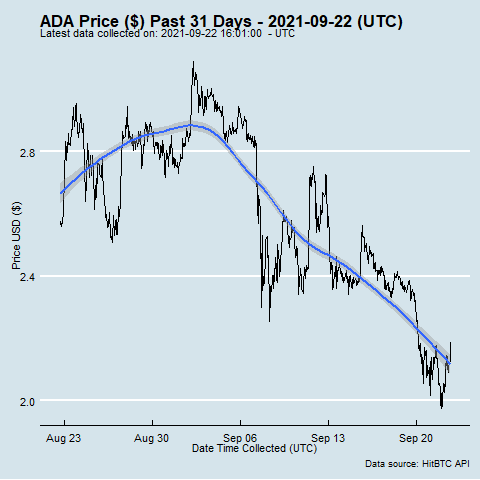 ADA Price ($) Past 31 Days - 2021-09-22 (UTC)
Latest data collected on: 2021-09-22 16:01:00 - UTC
Price USD ($)
2.8
2.4
2.0
Aug 23 Aug 30 Sep 06 Sep 13 Sep 20
Date Time Collected (UTC)
Data source: HitBTC API